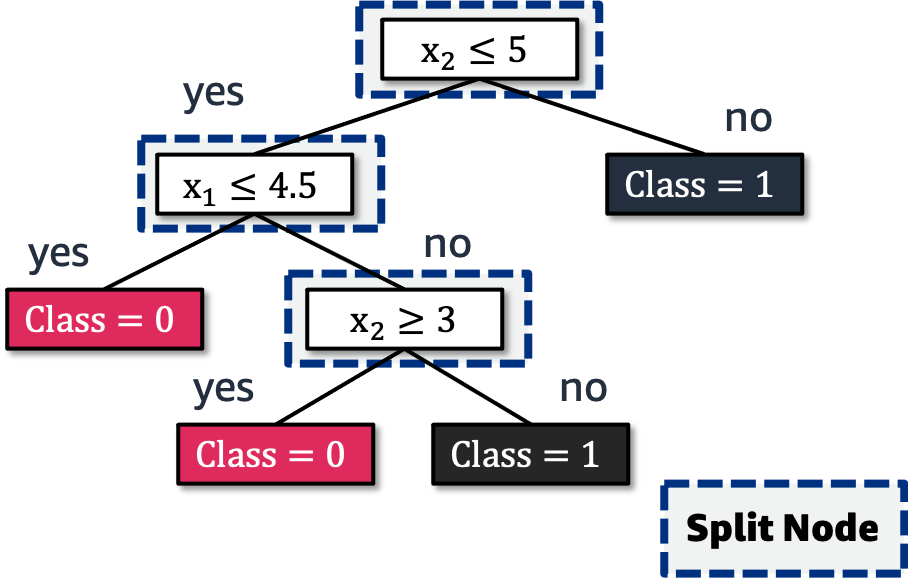 x₂ ≤ 5
yes
no
x₁ ≤ 4.5
Class = 1
yes
no
Class = 0
x₂ ≥ 3
yes
no
Class = 0
Class = 1
Split Node